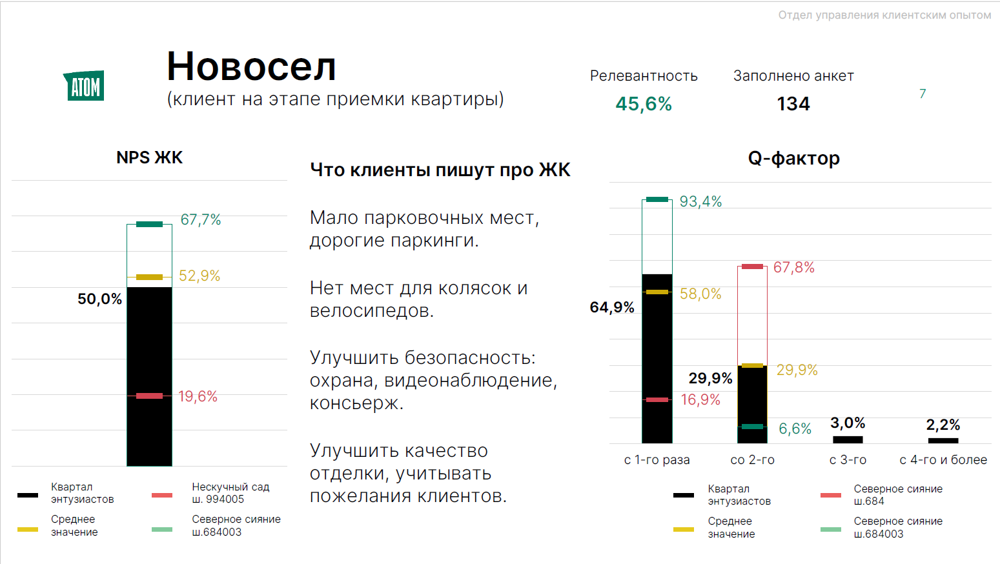 Отдел управления клиентским опытом
АТОМ
Новосел
(клиент на этапе приемки квартиры)
Релевантность
45,6%
Заполнено анкет
134
7
NPS ЖК
67,7%
52,9%
50,0%
19,6%
Квартал
энтузиастов
Нескучный сад
ш. 994005
Среднее
значение
Северное сияние
ш.684003
Что клиенты пишут про ЖК
Мало парковочных мест,
дорогие паркинги.
Нет мест для колясок и
велосипедов.
Улучшить безопасность:
охрана, видеонаблюдение,
консьерж.
Улучшить качество
отделки, учитывать
пожелания клиентов.
Q-фактор
93,4%
67,8%
58,0%
64,9%
29,9%
29,9%
16,9%
6,6%
3,0%
2,2%
с 1-го раза
со 2-го
с 3-го
с 4-го и более
Квартал
энтузиастов
Северное сияние
ш.684
Среднее
значение
Северное сияние
ш.684003